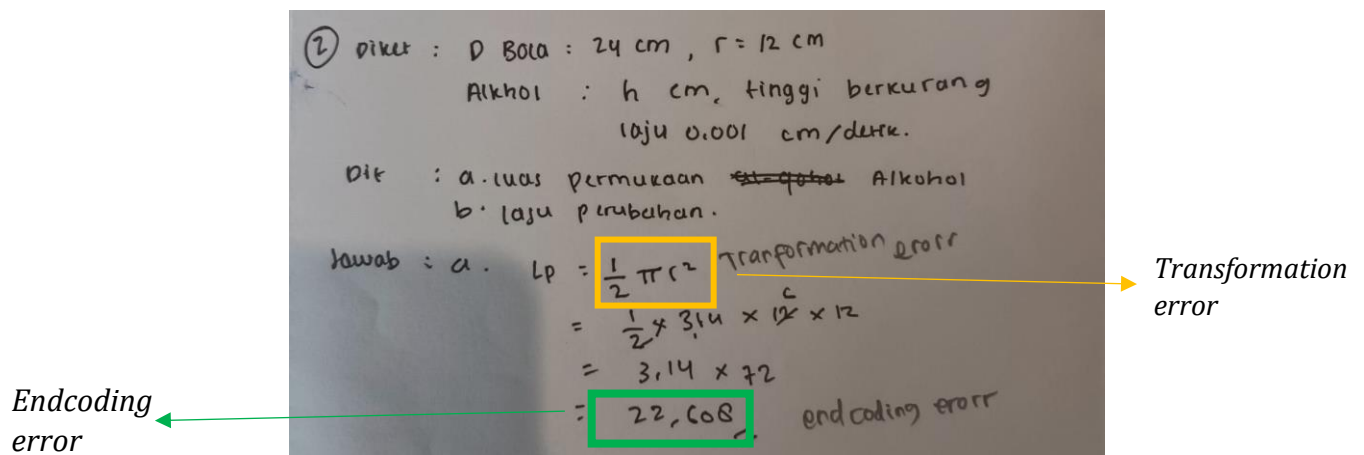 ② Diket : D Bola : 24 cm, r = 12 cm
Alkhol : h cm, tinggi berkurang
laju 0.001 cm/detik.
Dit : a. luas permukaan Alkohol
b. laju perubahan.
Jawab : a. Lp = 1/2 πr² Tranformation erorr
= 1/2 x 3,14 x 12 6 x 12
= 3,14 x 72
= 22,608 endcoding erorr
Transformation
error
Endcoding
error